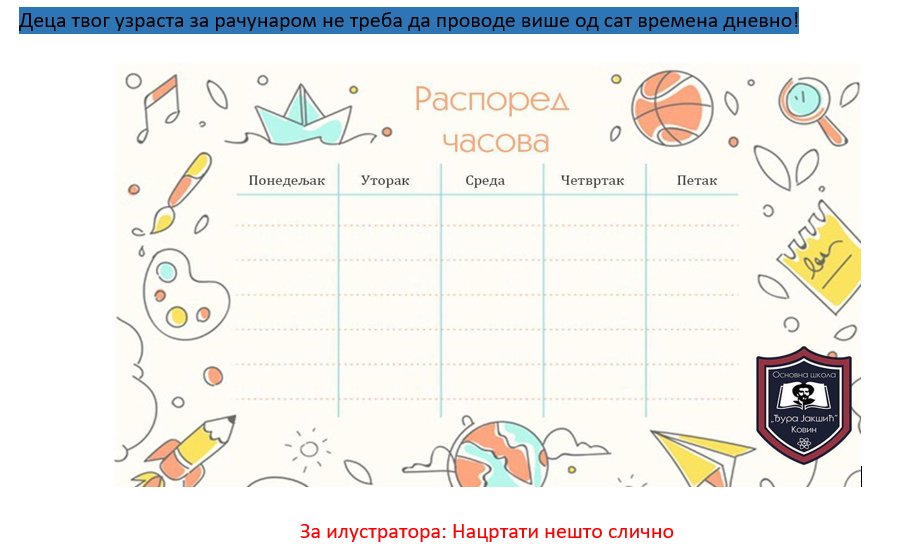 Деца твог узраста за рачунаром не треба да проводе више од сат времена дневно!
Распоред
часова
Понедељак Уторак Среда Четвртак Петак
Основна школа
„Ђура Јакшић“
Ковин
За илустратора: Нацртати нешто слично